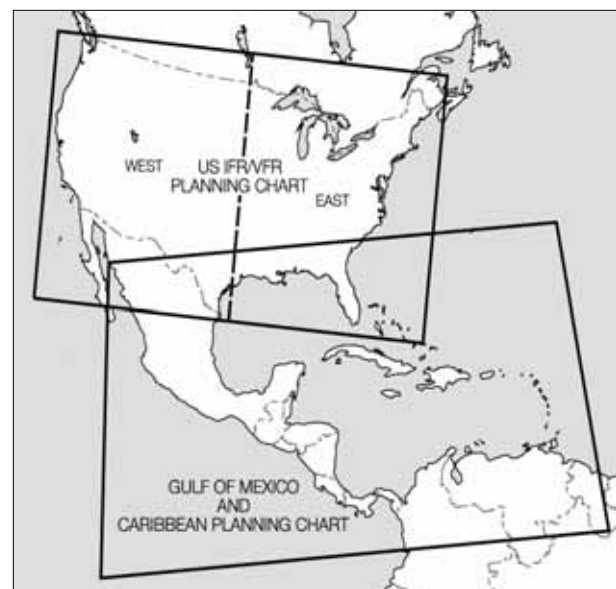 WEST
US IFR/VFR
PLANNING CHART
EAST
GULF OF MEXICO
AND
CARIBBEAN PLANNING CHART